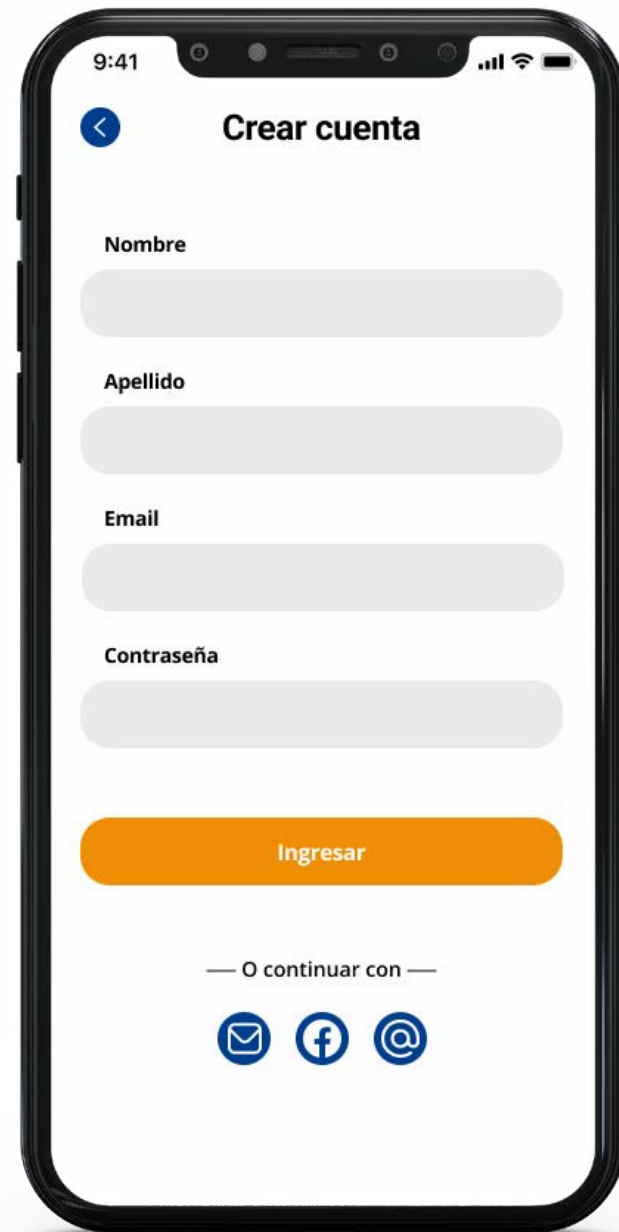 9:41
Crear cuenta
Nombre
Apellido
Email
Contraseña
Ingresar
O continuar con